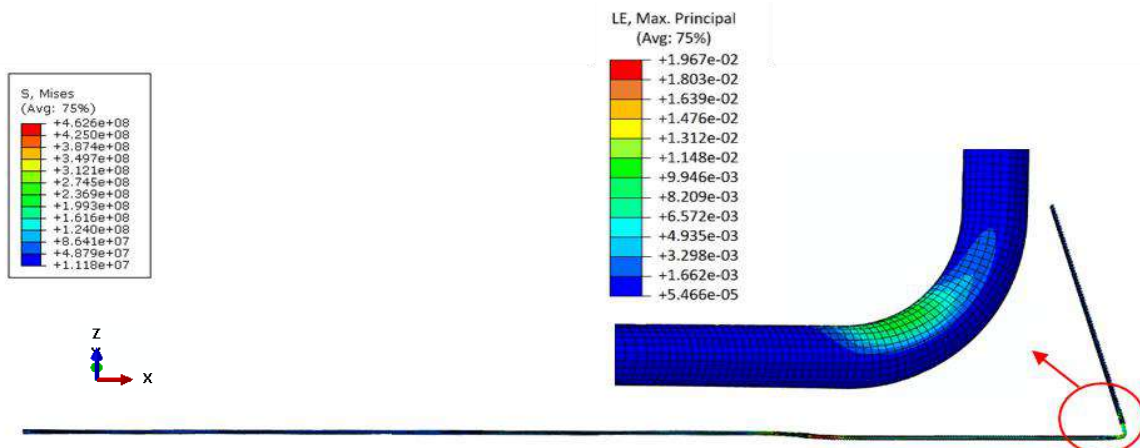 LE, Max. Principal
(Avg: 75%)
+1.967e-02
+1.803e-02
+1.639e-02
+1.476e-02
+1.312e-02
+1.148e-02
+9.946e-03
+8.209e-03
+6.572e-03
+4.935e-03
+3.298e-03
+1.662e-03
+5.466e-05
S, Mises
(Avg: 75%)
+4.626e+08
+4.250e+08
+3.874e+08
+3.497e+08
+3.121e+08
+2.745e+08
+2.369e+08
+1.993e+08
+1.616e+08
+1.240e+08
+8.641e+07
+4.879e+07
+1.118e+07
Z
X